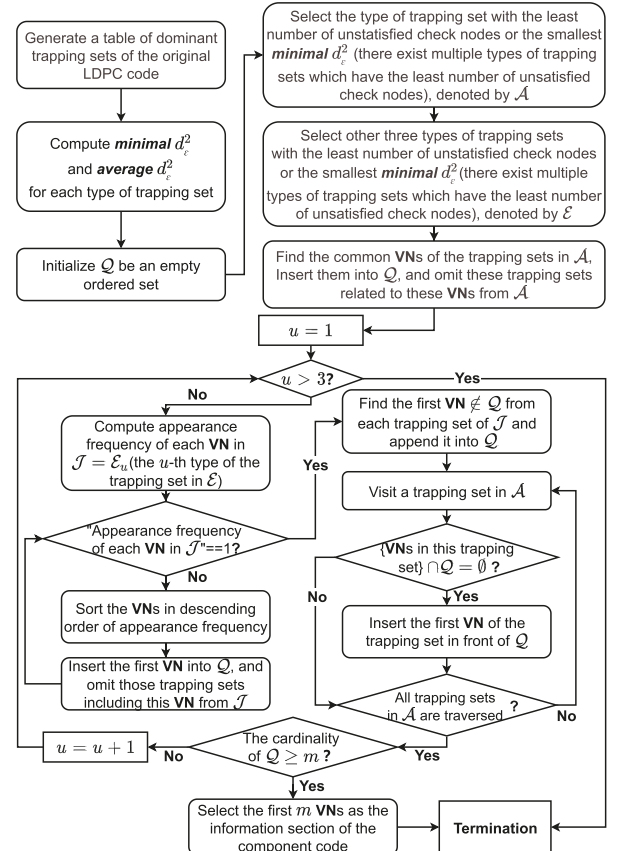 Generate a table of dominant
trapping sets of the original
LDPC code
Compute minimal d_ε^2
and average d_ε^2
for each type of trapping set
Initialize 𝒬 be an empty
ordered set
Select the type of trapping set with the least
number of unsatisfied check nodes or the smallest
minimal d_ε^2 (there exist multiple types of trapping
sets which have the least number of unsatisfied
check nodes), denoted by 𝒜
Select other three types of trapping sets
with the least number of unsatisfied check nodes
or the smallest minimal d_ε^2(there exist multiple
types of trapping sets which have the least number
of unsatisfied check nodes), denoted by ℰ
Find the common VNs of the trapping sets in 𝒜,
Insert them into 𝒬, and omit these trapping sets
related to these VNs from 𝒜
u = 1
u > 3?
No
Yes
Compute appearance
frequency of each VN in
𝒥 = ℰ_u(the u-th type of the
trapping set in ℰ)
"Appearance frequency
of each VN in 𝒥"==1?
Yes
No
Sort the VNs in descending
order of appearance frequency
Insert the first VN into 𝒬, and
omit those trapping sets
including this VN from 𝒥
Find the first VN ∉ 𝒬 from
each trapping set of 𝒥 and
append it into 𝒬
Visit a trapping set in 𝒜
{VNs in this trapping
set} ∩𝒬 = ∅ ?
No
Yes
Insert the first VN of the
trapping set in front of 𝒬
All trapping sets
in 𝒜 are traversed ?
No
Yes
The cardinality
of 𝒬 ≥ m ?
No
u = u + 1
Yes
Select the first m VNs as the
information section of the
component code
Termination